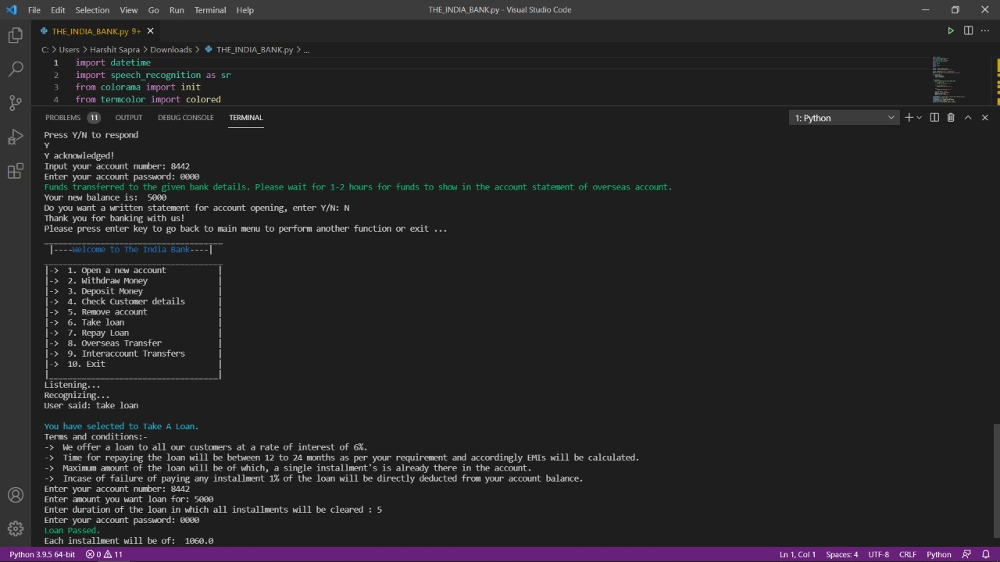 File Edit Selection View Go Run Terminal Help THE_INDIA_BANK.py - Visual Studio Code
THE_INDIA_BANK.py 9+
C: > Users > Harshit Sapra > Downloads > THE_INDIA_BANK.py > ...
1 import datetime
2 import speech_recognition as sr
3 from colorama import init
4 from termcolor import colored
PROBLEMS 11 OUTPUT DEBUG CONSOLE TERMINAL 1: Python
Press Y/N to respond
Y
Y acknowledged!
Input your account number: 8442
Enter your account password: 0000
Funds transferred to the given bank details. Please wait for 1-2 hours for funds to show in the account statement of overseas account.
Your new balance is:  5000
Do you want a written statement for account opening, enter Y/N: N
Thank you for banking with us!
Please press enter key to go back to main menu to perform another function or exit ...
______________________________________
|----Welcome to The India Bank----|
______________________________________
|->  1. Open a new account           |
|->  2. Withdraw Money               |
|->  3. Deposit Money                |
|->  4. Check Customer details       |
|->  5. Remove account               |
|->  6. Take loan                    |
|->  7. Repay Loan                   |
|->  8. Overseas Transfer            |
|->  9. Interaccount Transfers       |
|->  10. Exit                        |
|____________________________________|
Listening...
Recognizing...
User said: take loan
You have selected to Take A Loan.
Terms and conditions:-
->  We offer a loan to all our customers at a rate of interest of 6%.
->  Time for repaying the loan will be between 12 to 24 months as per your requirement and accordingly EMIs will be calculated.
->  Maximum amount of the loan will be of which, a single installment's is already there in the account.
->  Incase of failure of paying any installment 1% of the loan will be directly deducted from your account balance.
Enter your account number: 8442
Enter amount you want loan for: 5000
Enter duration of the loan in which all installments will be cleared : 5
Enter your account password: 0000
Loan Passed.
Each installment will be of:  1060.0
Python 3.9.5 64-bit 0 11 Ln 1, Col 1 Spaces: 4 UTF-8 CRLF Python